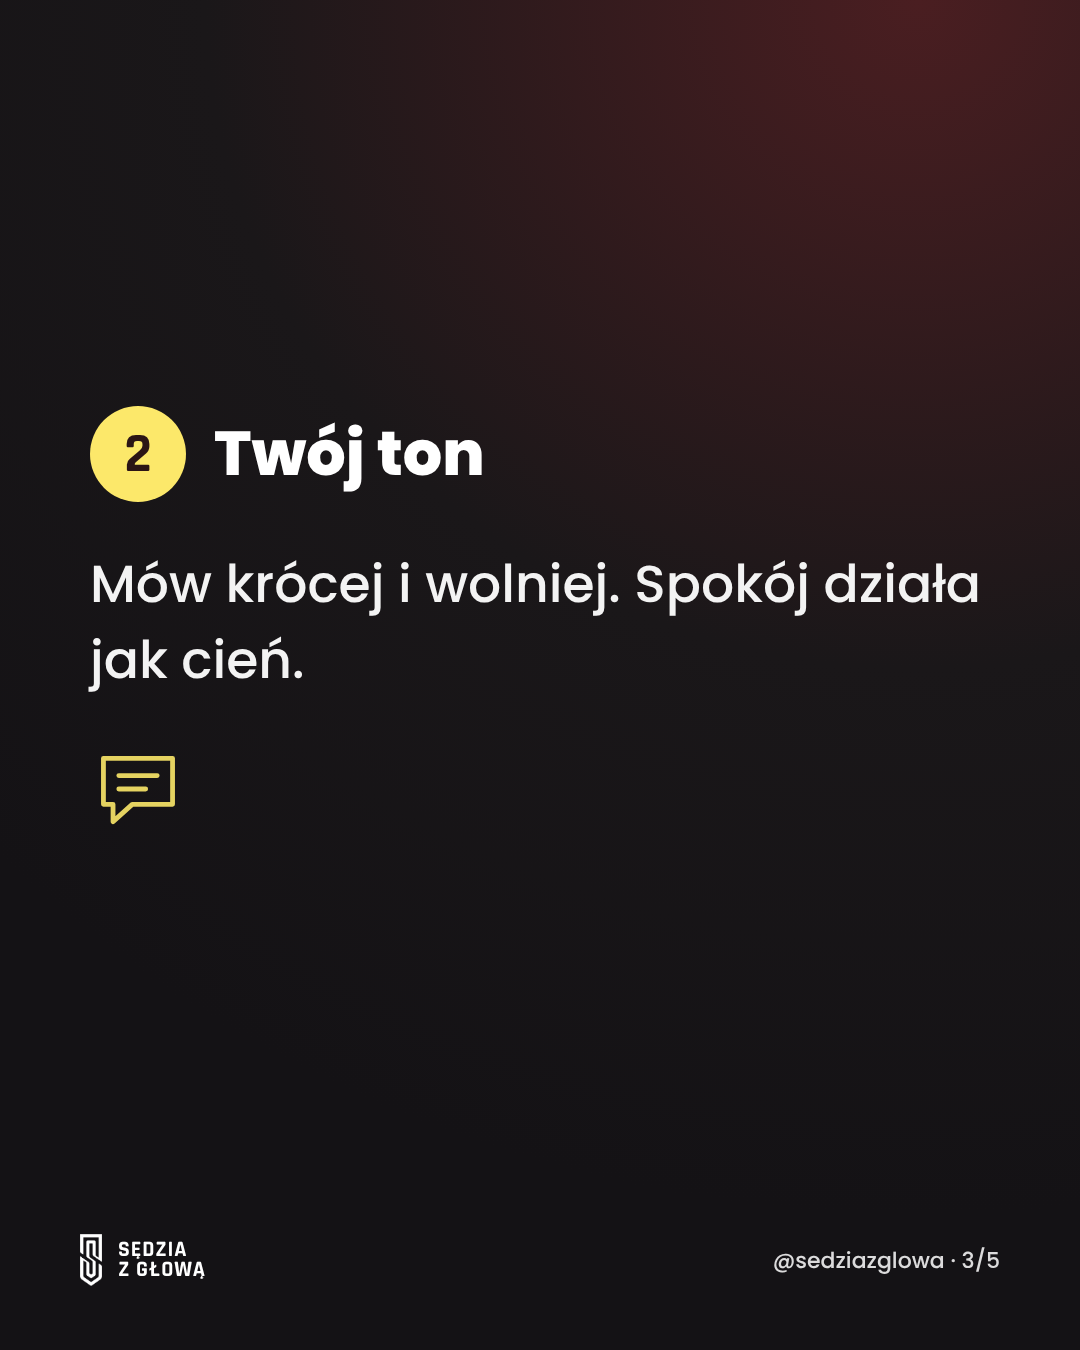 2 Twój ton
Mów krócej i wolniej. Spokój działa
jak cień.
SĘDZIA
Z GŁOWĄ
@sedziazglowa · 3/5